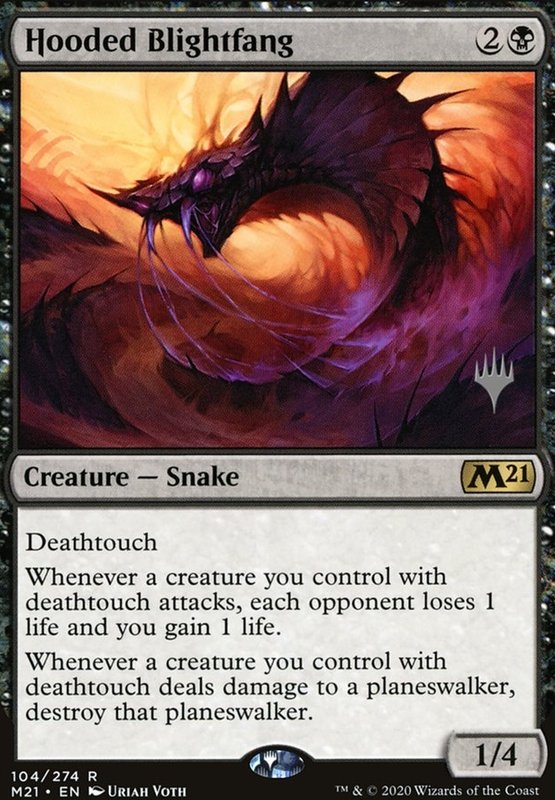 Hooded Blightfang 2
Creature — Snake M21
Deathtouch
Whenever a creature you control with
deathtouch attacks, each opponent loses 1
life and you gain 1 life.
Whenever a creature you control with
deathtouch deals damage to a planeswalker,
destroy that planeswalker.
1/4
104/274 R
M21 • EN Uriah Voth ™ & © 2020 Wizards of the Coast